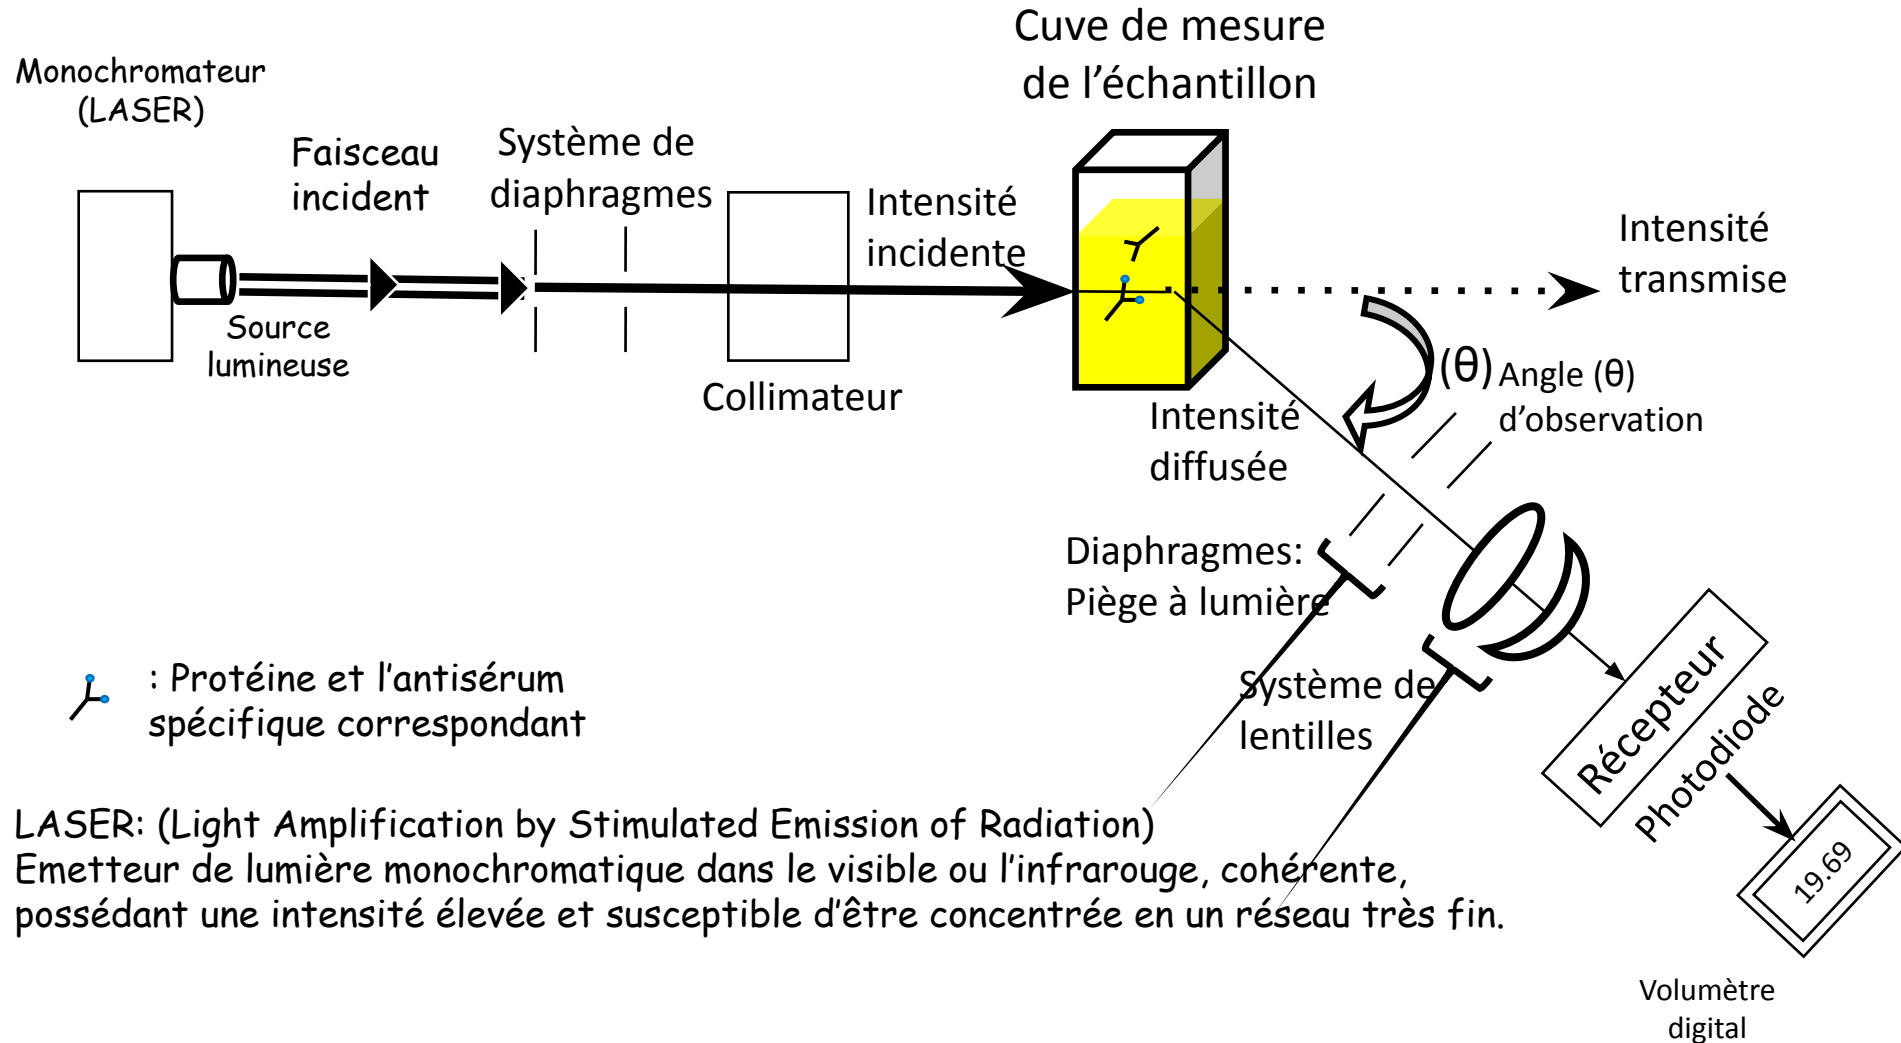 Cuve de mesure
de l’échantillon
Monochromateur
(LASER)
Faisceau
incident
Système de
diaphragmes
Intensité
incidente
Intensité
transmise
Source
lumineuse
Collimateur
(θ)
Angle (θ)
d’observation
Intensité
diffusée
Diaphragmes:
Piège à lumière
Système de
lentilles
Récepteur
Photodiode
19.69
Volumètre
digital
: Protéine et l’antisérum
spécifique correspondant
LASER: (Light Amplification by Stimulated Emission of Radiation)
Emetteur de lumière monochromatique dans le visible ou l’infrarouge, cohérente,
possédant une intensité élevée et susceptible d’être concentrée en un réseau très fin.